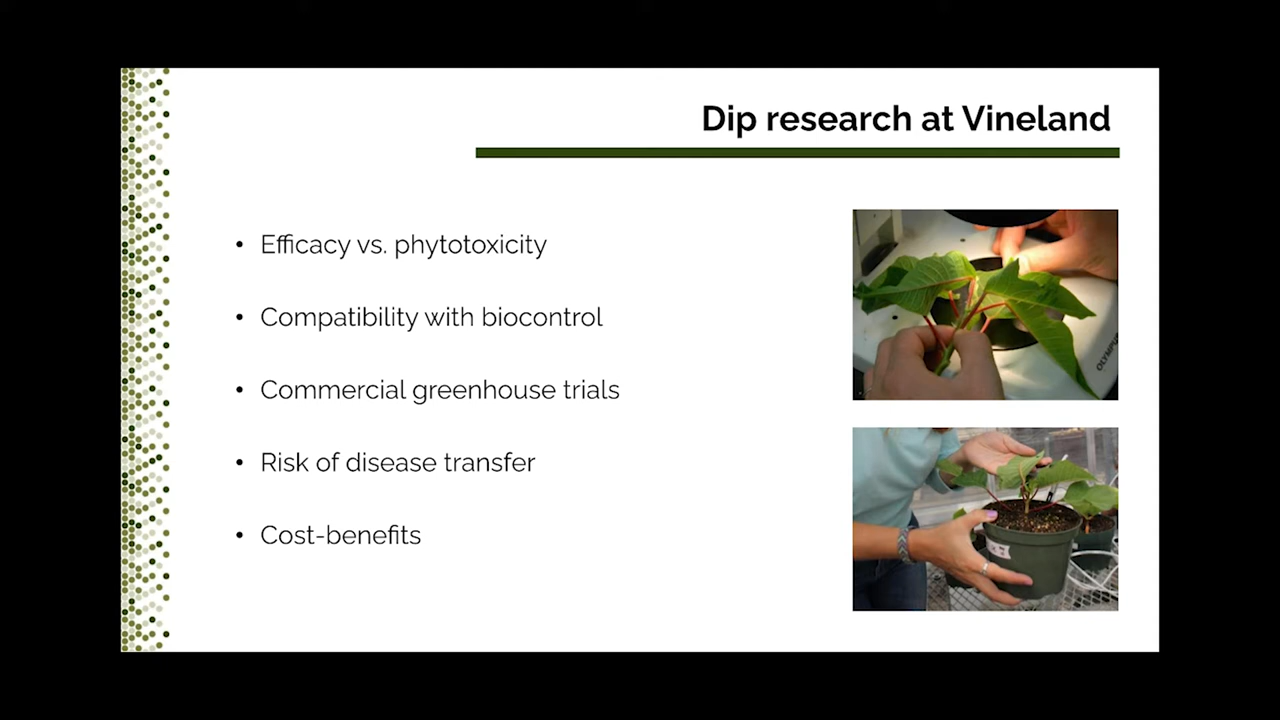 Dip research at Vineland
• Efficacy vs. phytotoxicity
• Compatibility with biocontrol
• Commercial greenhouse trials
• Risk of disease transfer
• Cost-benefits